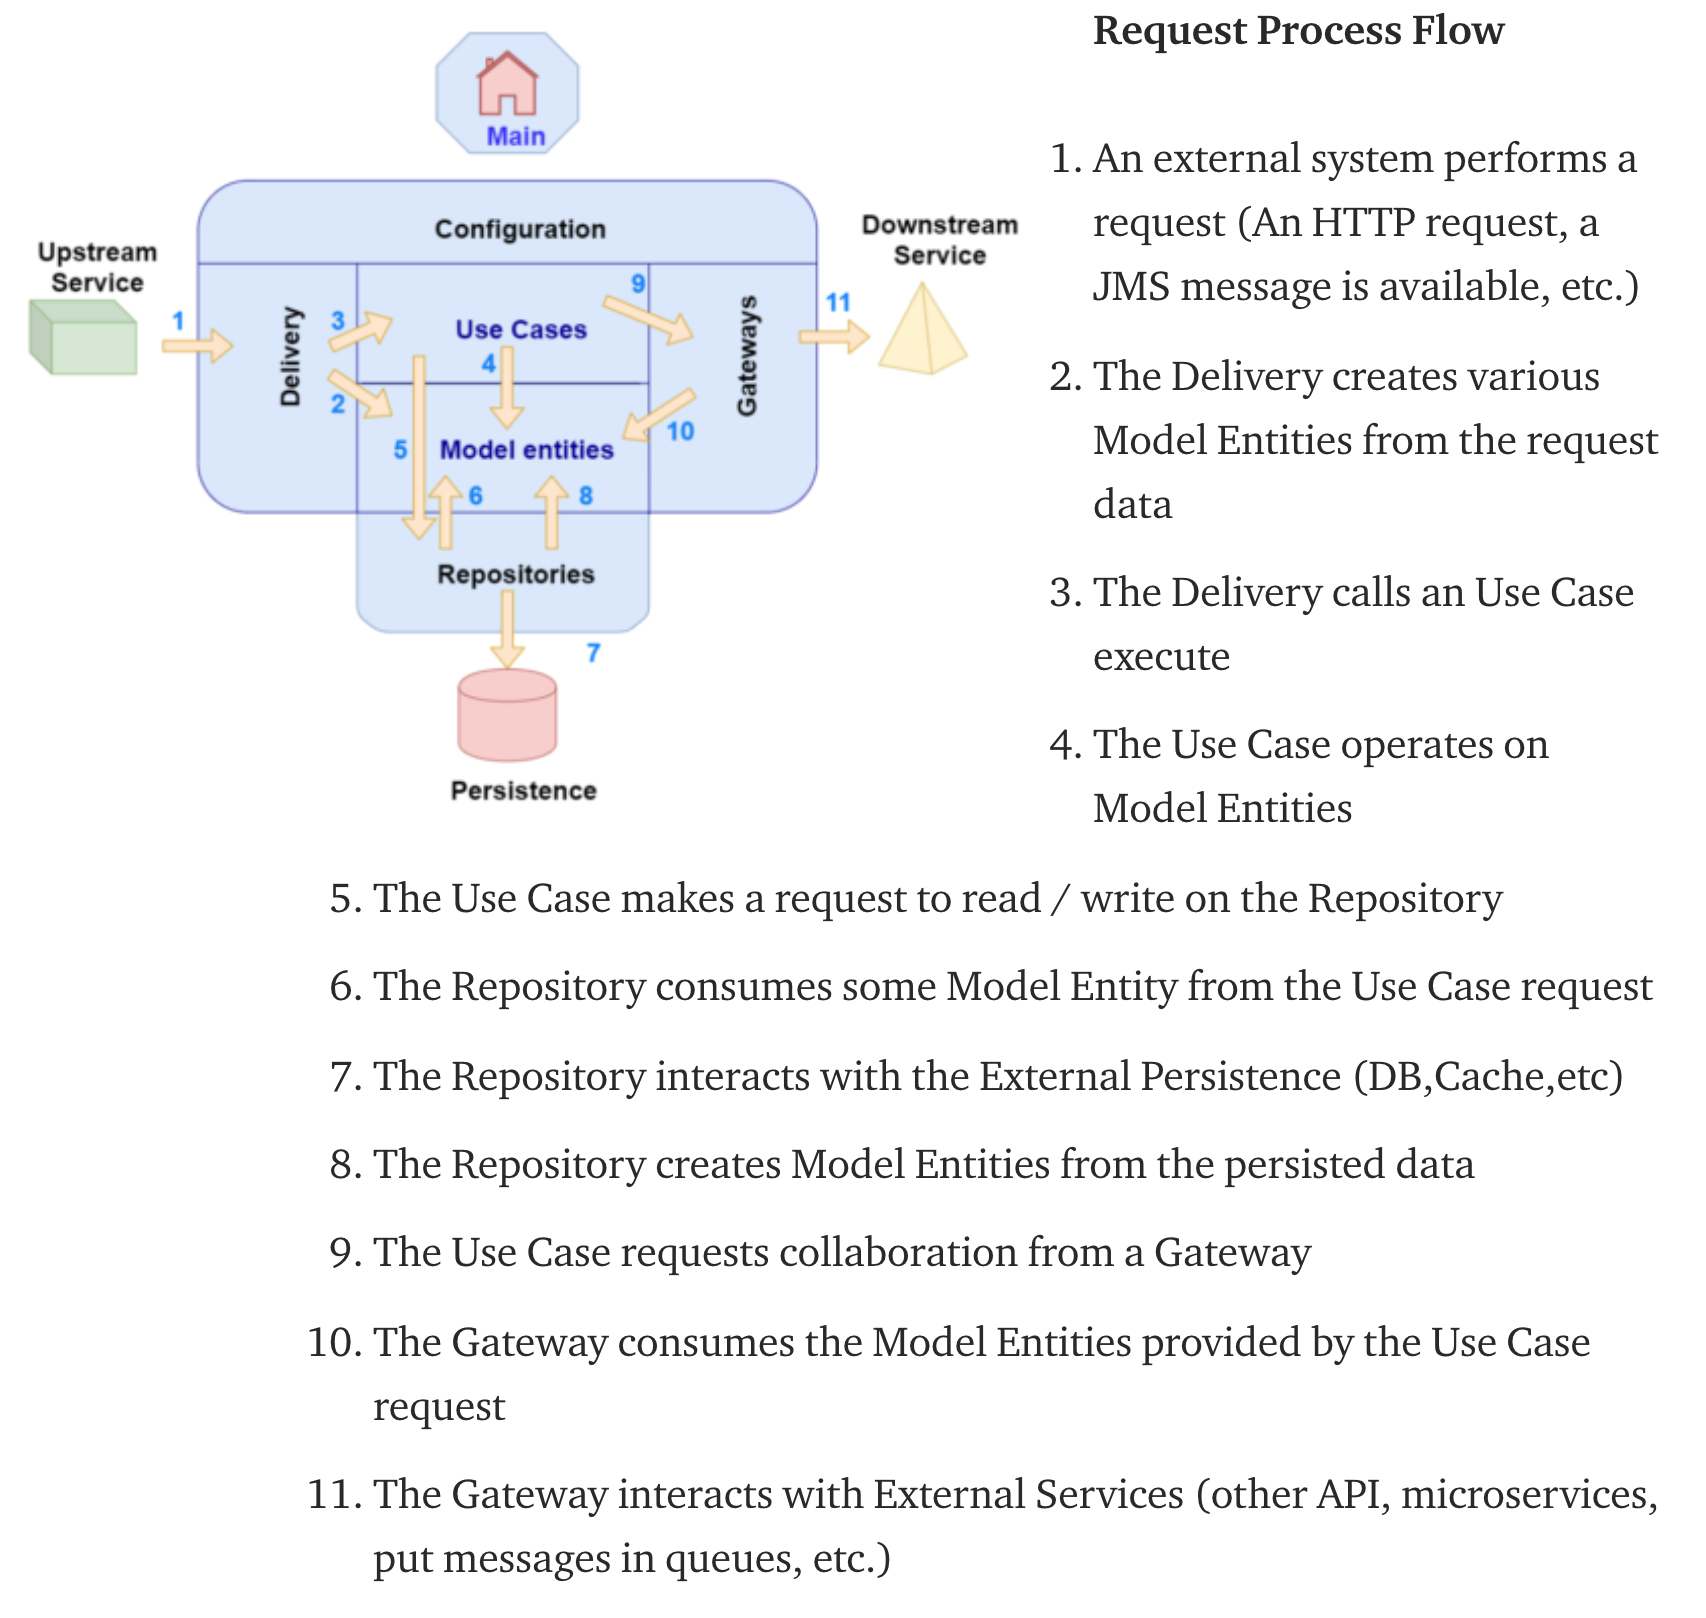 Main
Configuration
Upstream
Service
Downstream
Service
1
Delivery
3
2
Use Cases
4
9
Gateways
11
10
5
Model entities
6
8
Repositories
7
Persistence
Request Process Flow
1. An external system performs a
request (An HTTP request, a
JMS message is available, etc.)
2. The Delivery creates various
Model Entities from the request
data
3. The Delivery calls an Use Case
execute
4. The Use Case operates on
Model Entities
5. The Use Case makes a request to read / write on the Repository
6. The Repository consumes some Model Entity from the Use Case request
7. The Repository interacts with the External Persistence (DB,Cache,etc)
8. The Repository creates Model Entities from the persisted data
9. The Use Case requests collaboration from a Gateway
10. The Gateway consumes the Model Entities provided by the Use Case
request
11. The Gateway interacts with External Services (other API, microservices,
put messages in queues, etc.)